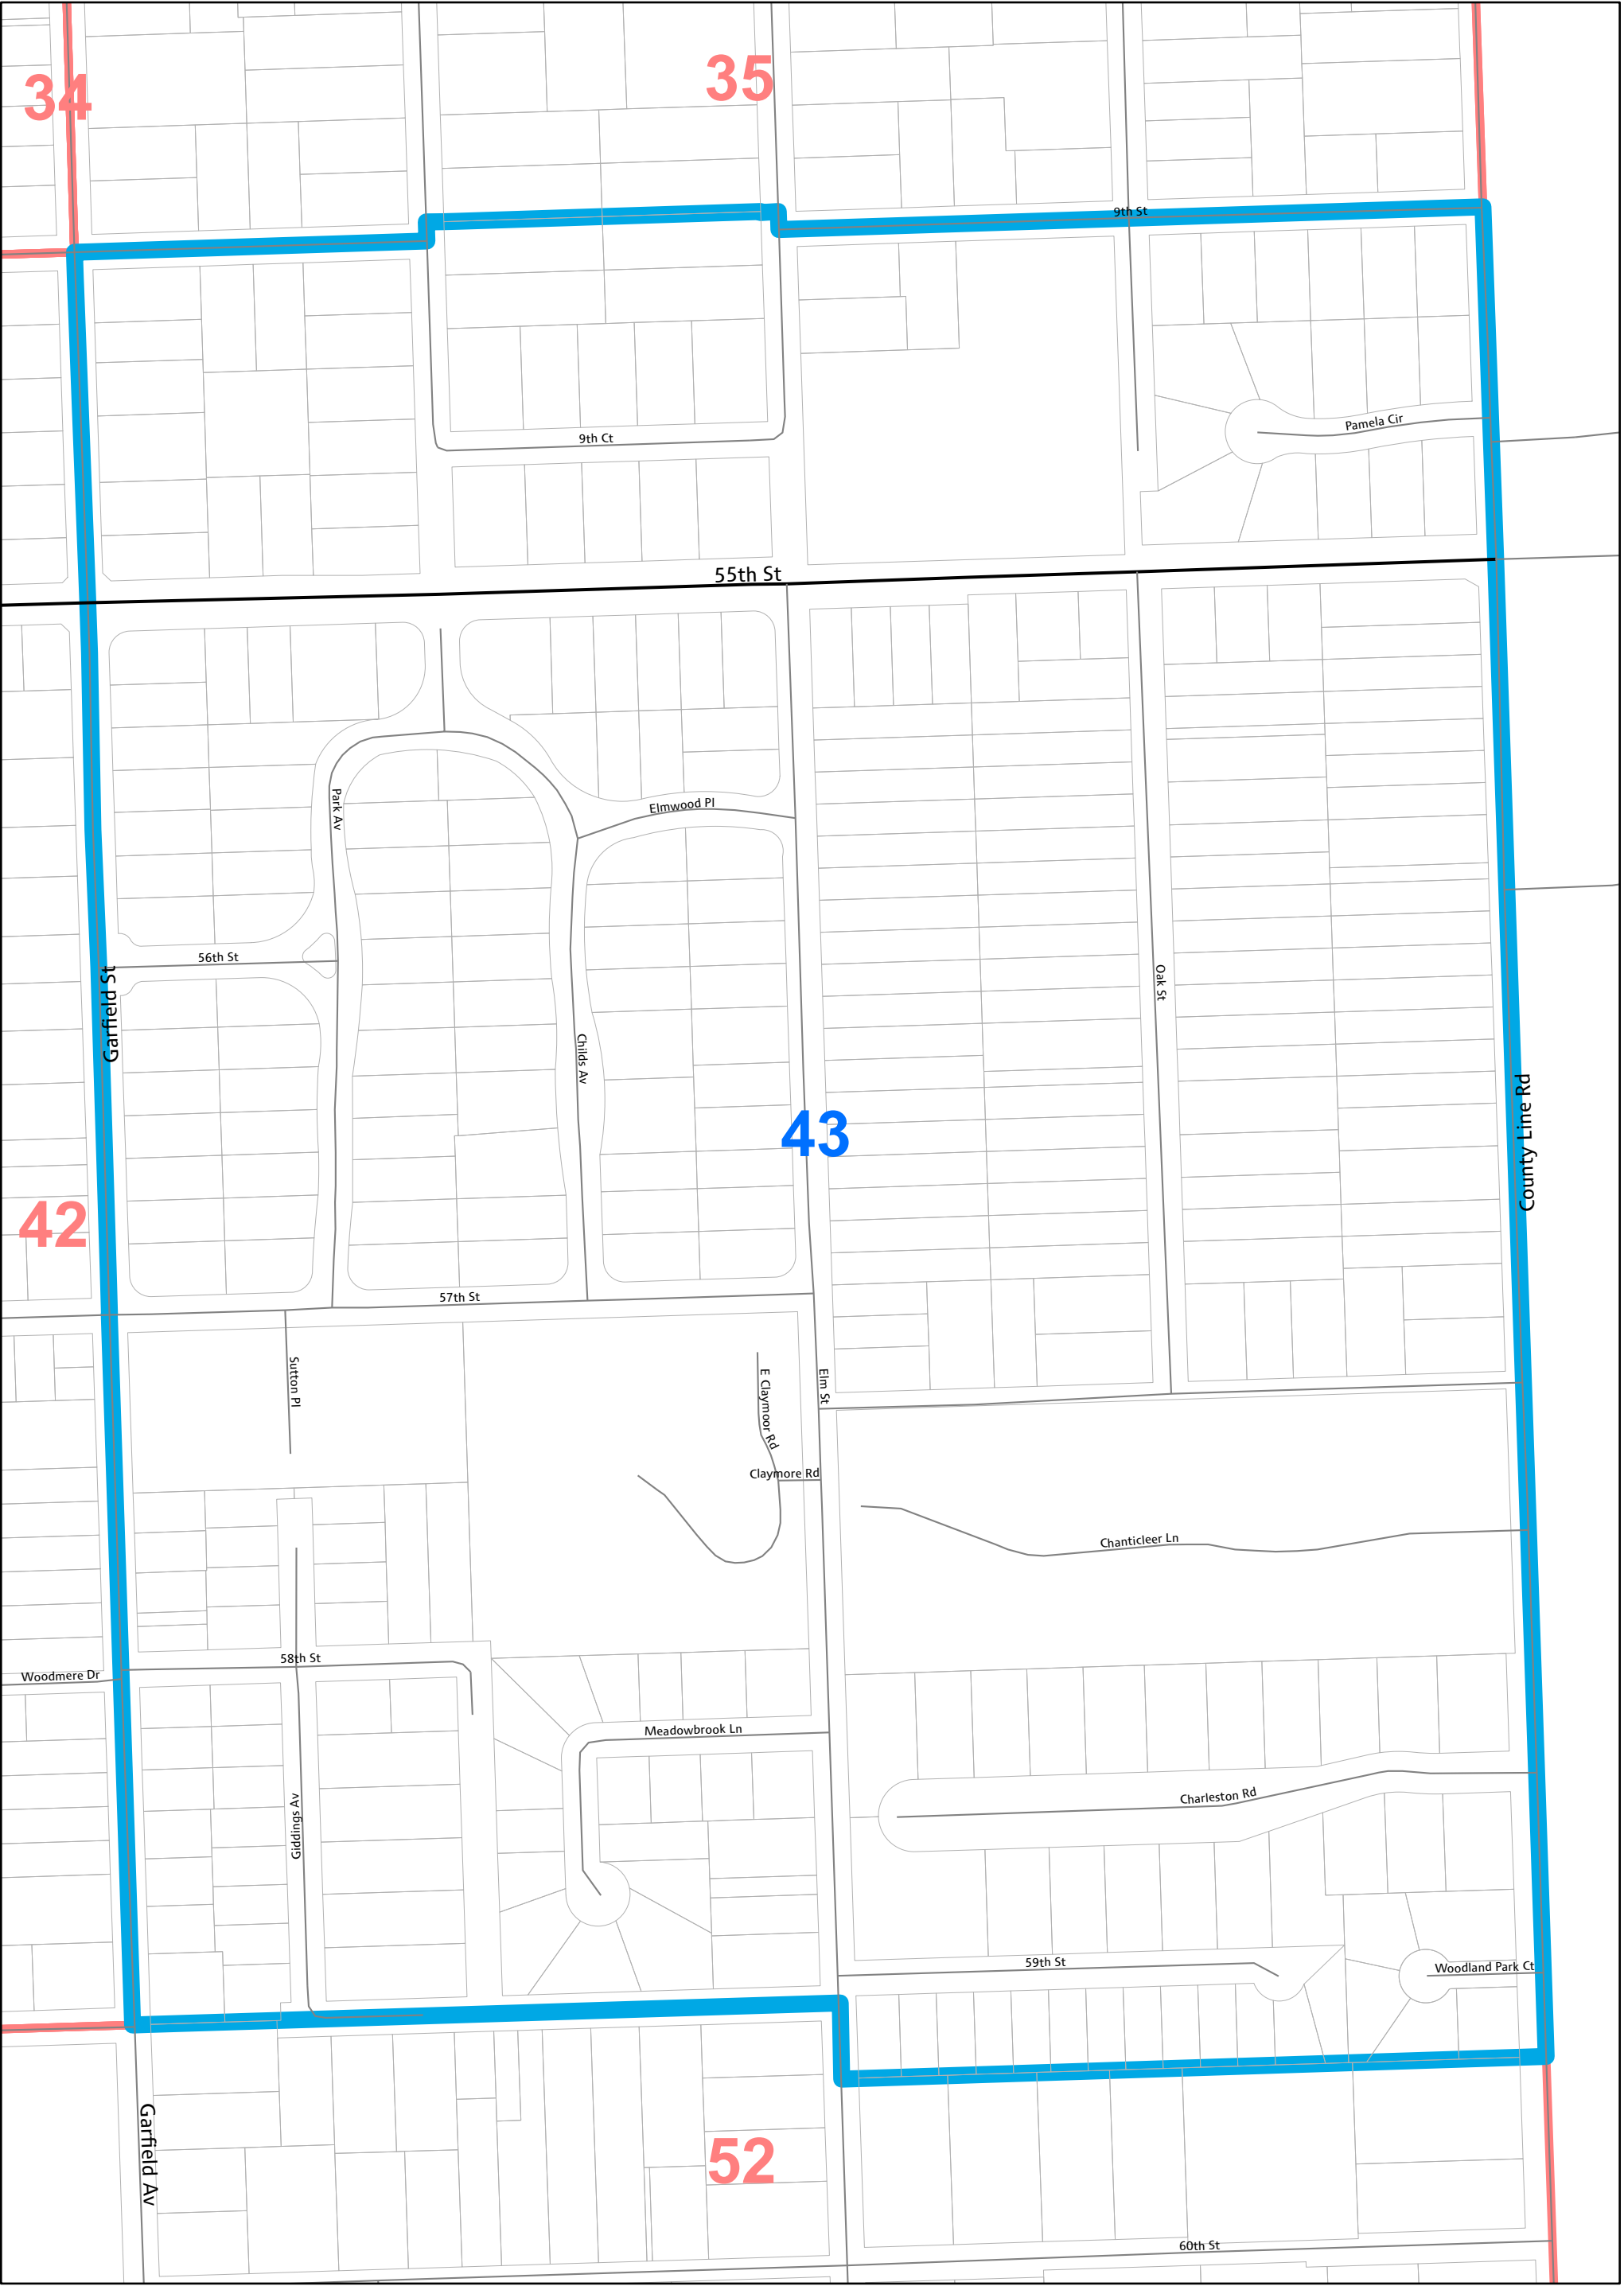 34
35
9th St
Pamela Cir
9th Ct
55th St
Park Av
Elmwood Pl
56th St
Garfield St
Oak St
Childs Av
43
County Line Rd
42
57th St
Sutton Pl
E Claymoor Rd
Elm St
Claymore Rd
Chanticleer Ln
58th St
Woodmere Dr
Meadowbrook Ln
Charleston Rd
Giddings Av
59th St
Woodland Park Ct
Garfield Av
52
60th St